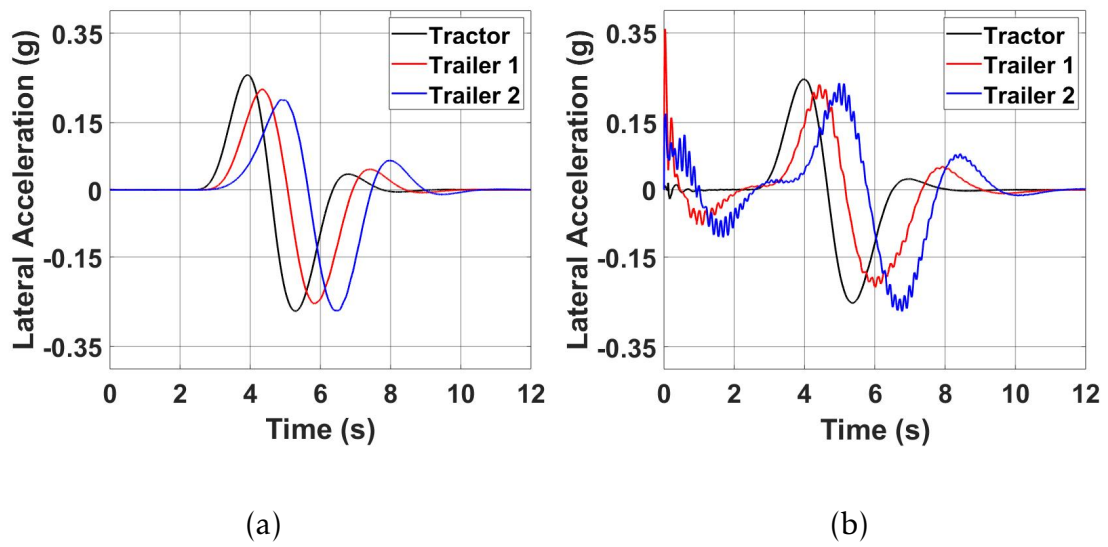 0.35
0.15
0
-0.15
-0.35
Lateral Acceleration (g)
Tractor
Trailer 1
Trailer 2
0 2 4 6 8 10 12
Time (s)
(a)
0.35
0.15
0
-0.15
-0.35
Lateral Acceleration (g)
Tractor
Trailer 1
Trailer 2
0 2 4 6 8 10 12
Time (s)
(b)